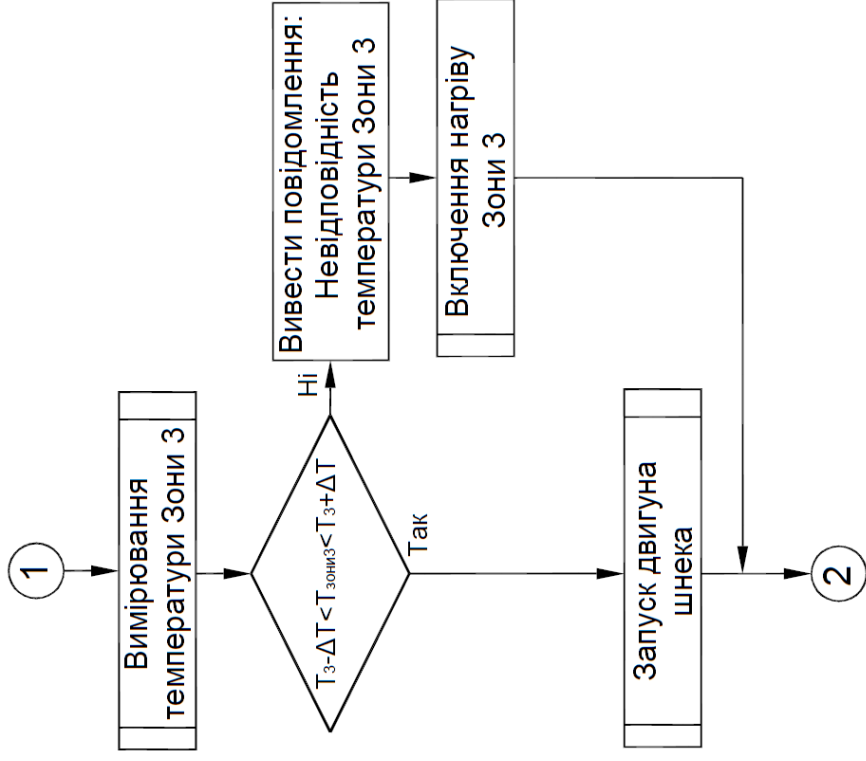 1
Вимірювання
температури Зони 3
T₃-ΔT<Tзони3<T₃+ΔT
Ні
Вивести повідомлення:
Невідповідність
температури Зони 3
Включення нагріву
Зони 3
Так
Запуск двигуна
шнека
2